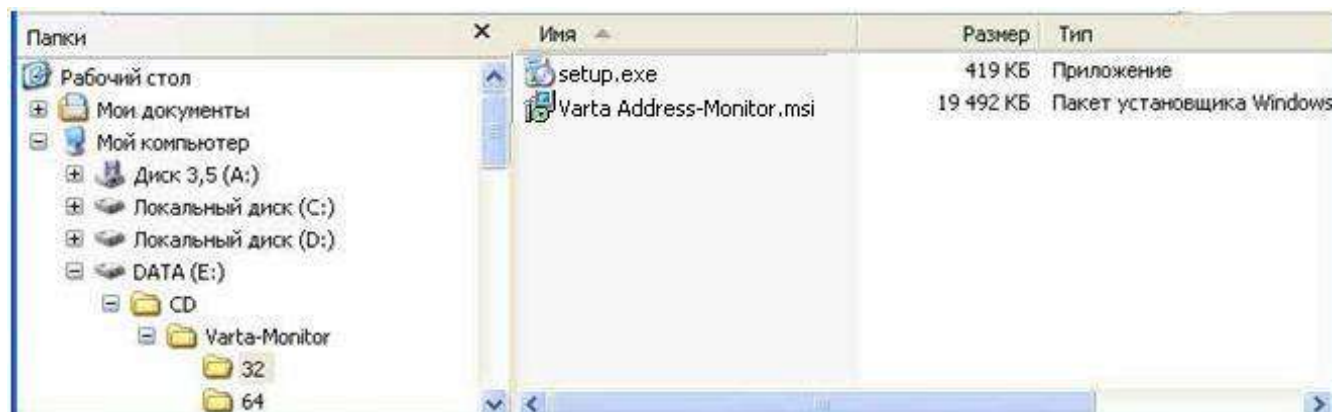 Папки
Рабочий стол
Мои документы
Мой компьютер
Диск 3,5 (A:)
Локальный диск (C:)
Локальный диск (D:)
DATA (E:)
CD
Varta-Monitor
32
64
Имя Размер Тип
setup.exe 419 КБ Приложение
Varta Address-Monitor.msi 19 492 КБ Пакет установщика Windows